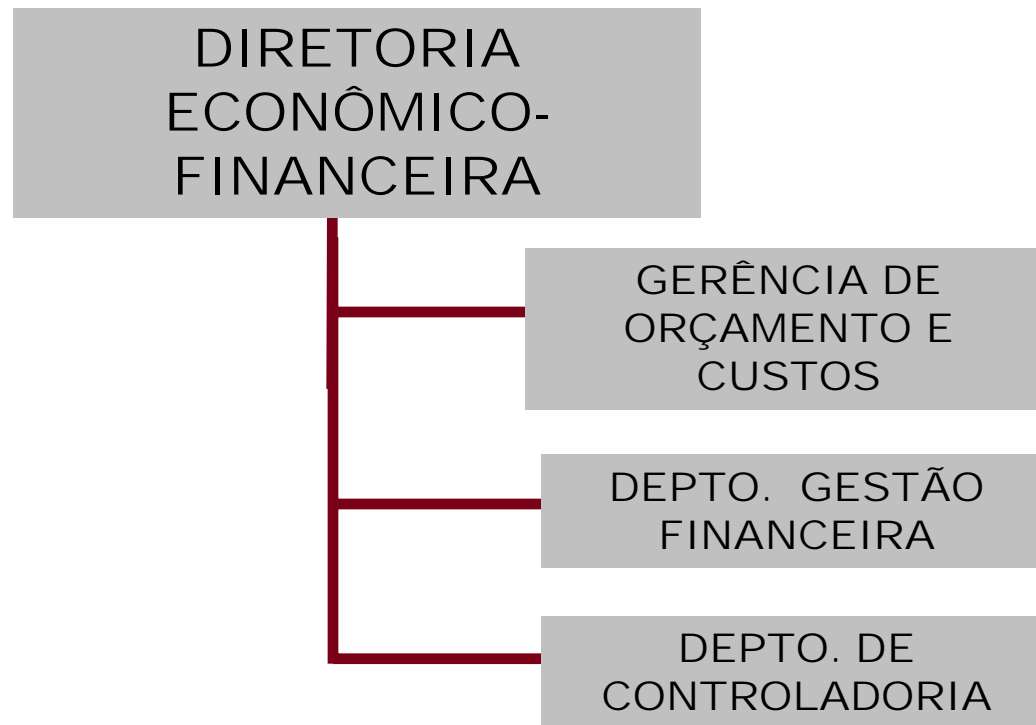 DIRETORIA
ECONÔMICO-
FINANCEIRA
GERÊNCIA DE
ORÇAMENTO E
CUSTOS
DEPTO. GESTÃO
FINANCEIRA
DEPTO. DE
CONTROLADORIA